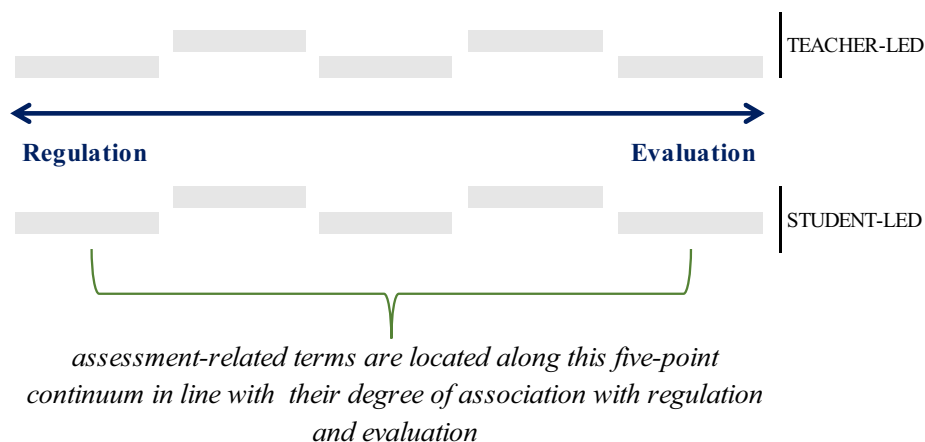 TEACHER-LED
Regulation
Evaluation
STUDENT-LED
assessment-related terms are located along this five-point
continuum in line with their degree of association with regulation
and evaluation